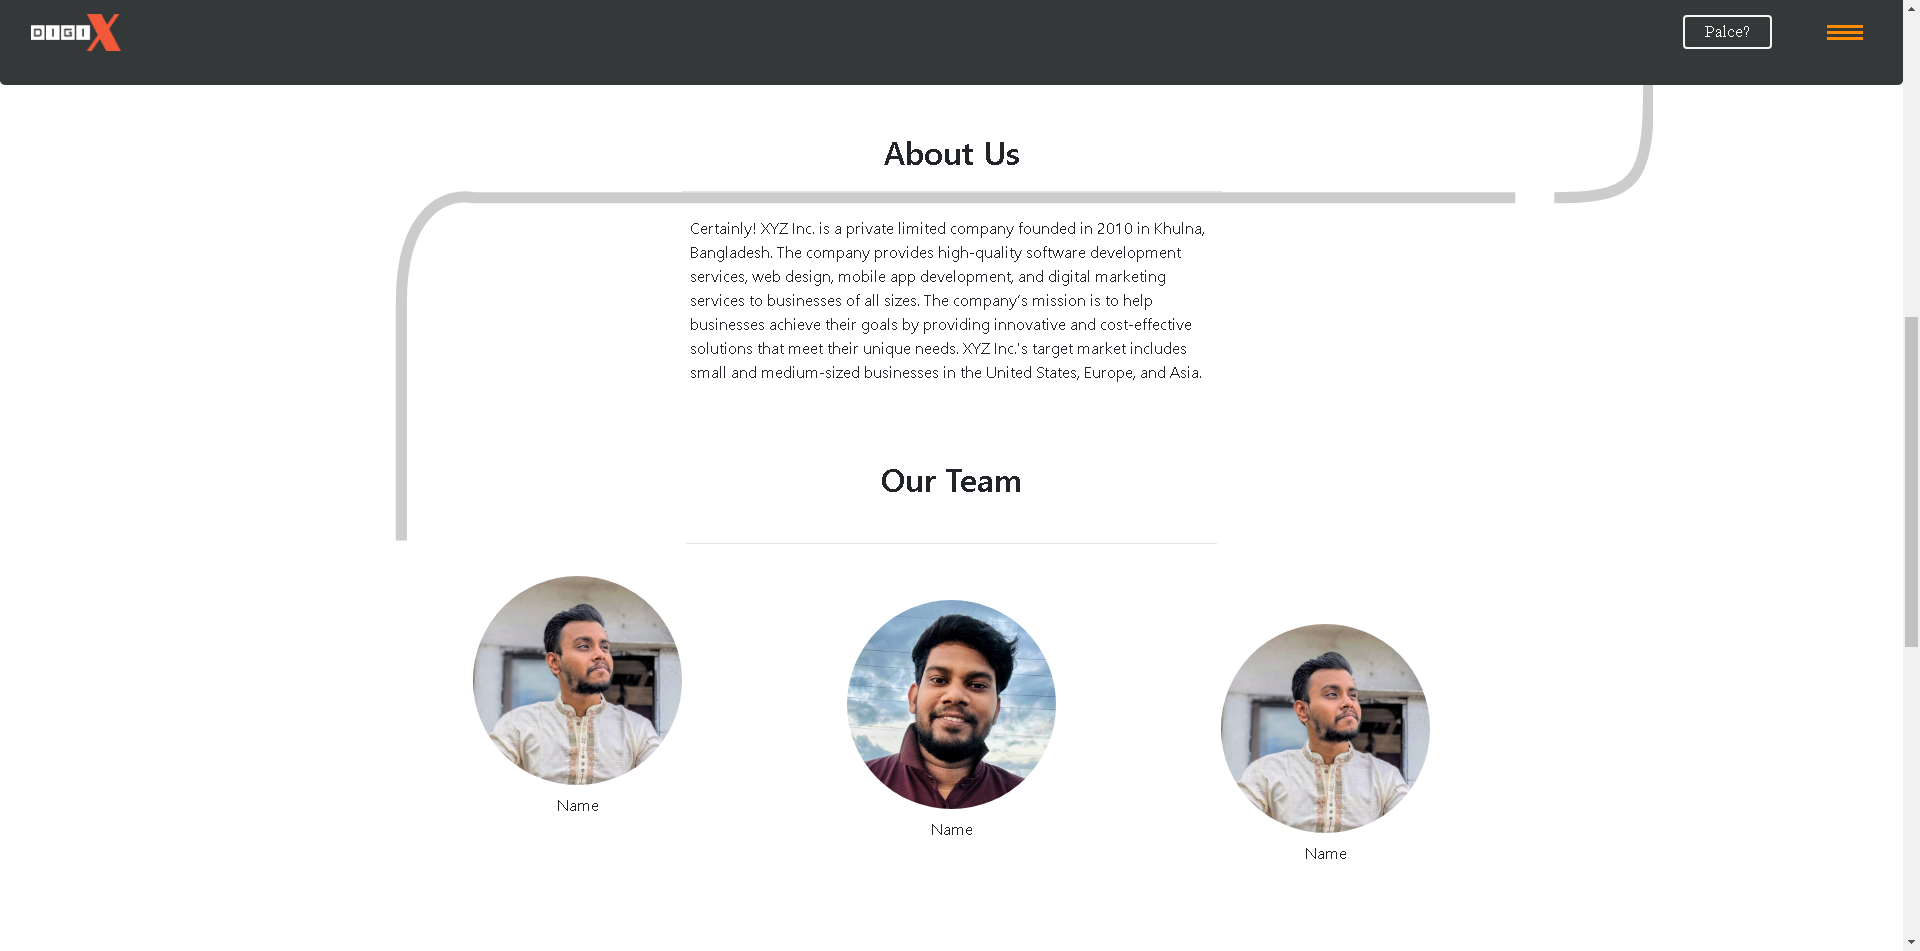 DIGIX
Palce?
About Us
Certainly! XYZ Inc. is a private limited company founded in 2010 in Khulna,
Bangladesh. The company provides high-quality software development
services, web design, mobile app development, and digital marketing
services to businesses of all sizes. The company's mission is to help
businesses achieve their goals by providing innovative and cost-effective
solutions that meet their unique needs. XYZ Inc.'s target market includes
small and medium-sized businesses in the United States, Europe, and Asia.
Our Team
Name
Name
Name